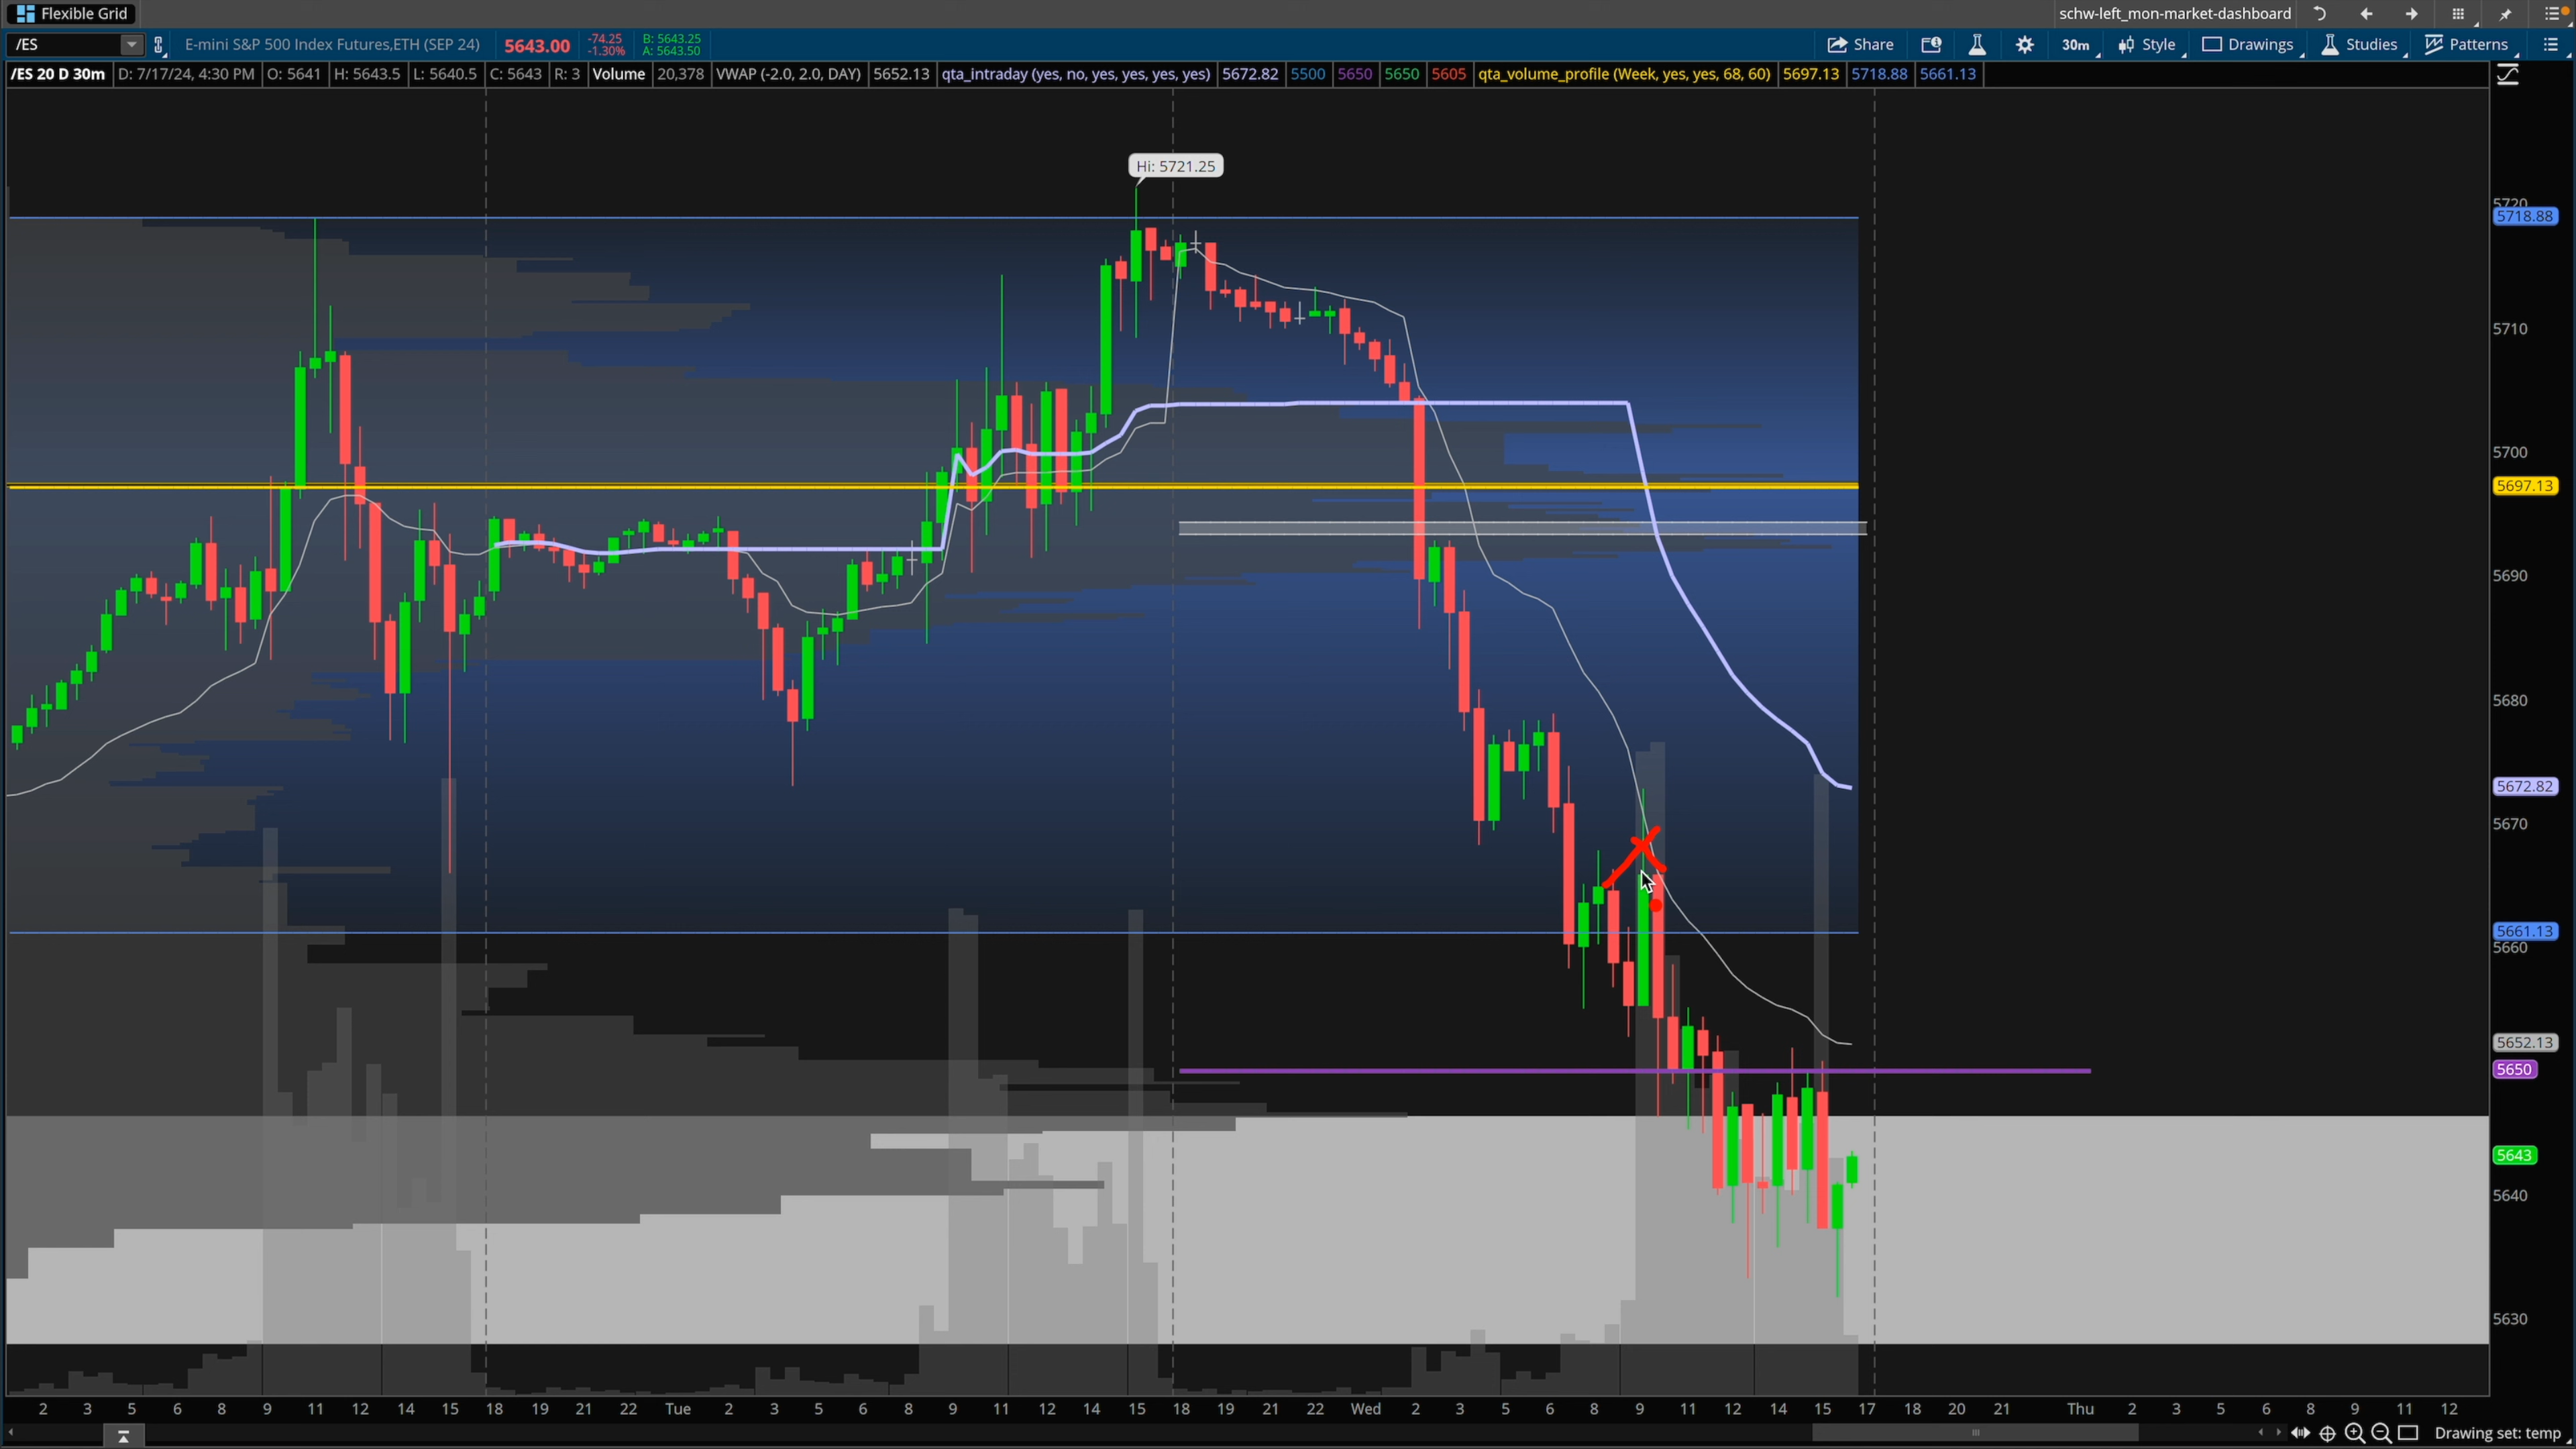 Flexible Grid schw-left_mon-market-dashboard
/ES E-mini S&P 500 Index Futures,ETH (SEP 24) 5643.00 -74.25 -1.30% B: 5643.25 A: 5643.50 Share 30m Style Drawings Studies Patterns
/ES 20 D 30m D: 7/17/24, 4:30 PM O: 5641 H: 5643.5 L: 5640.5 C: 5643 R: 3 Volume 20,378 VWAP (-2.0, 2.0, DAY) 5652.13 qta_intraday (yes, no, yes, yes, yes, yes) 5672.82 5500 5650 5650 5605 qta_volume_profile (Week, yes, yes, 68, 60) 5697.13 5718.88 5661.13
Hi: 5721.25
5720
5718.88
5710
5700
5697.13
5690
5680
5672.82
5670
5661.13
5660
5652.13
5650
5643
5640
5630
2 3 5 6 8 9 11 12 14 15 18 19 21 22 Tue 2 3 5 6 8 9 11 12 14 15 18 19 21 22 Wed 2 3 5 6 8 9 11 12 14 15 17 18 20 21 Thu 2 3 5 6 8 9 11 12
Drawing set: temp